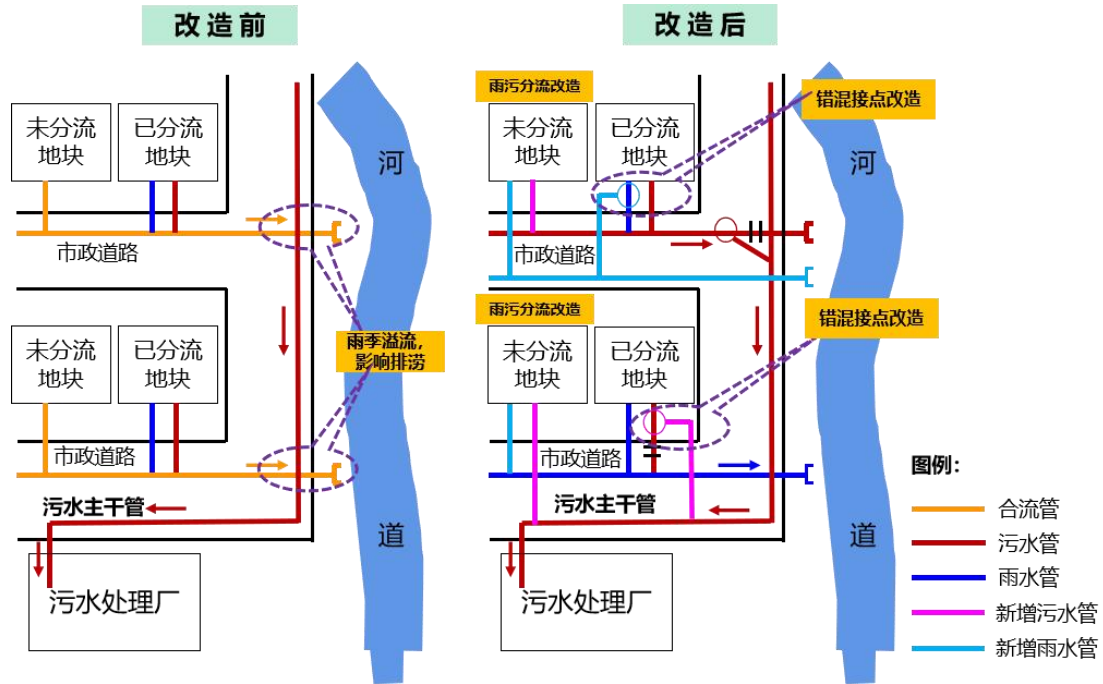 改造前
未分流
地块
已分流
地块
河
市政道路
雨季溢流，
影响排涝
未分流
地块
已分流
地块
市政道路
污水主干管
道
污水处理厂
改造后
雨污分流改造
错混接点改造
未分流
地块
已分流
地块
河
市政道路
雨污分流改造
错混接点改造
未分流
地块
已分流
地块
市政道路
污水主干管
道
污水处理厂
图例：
合流管
污水管
雨水管
新增污水管
新增雨水管